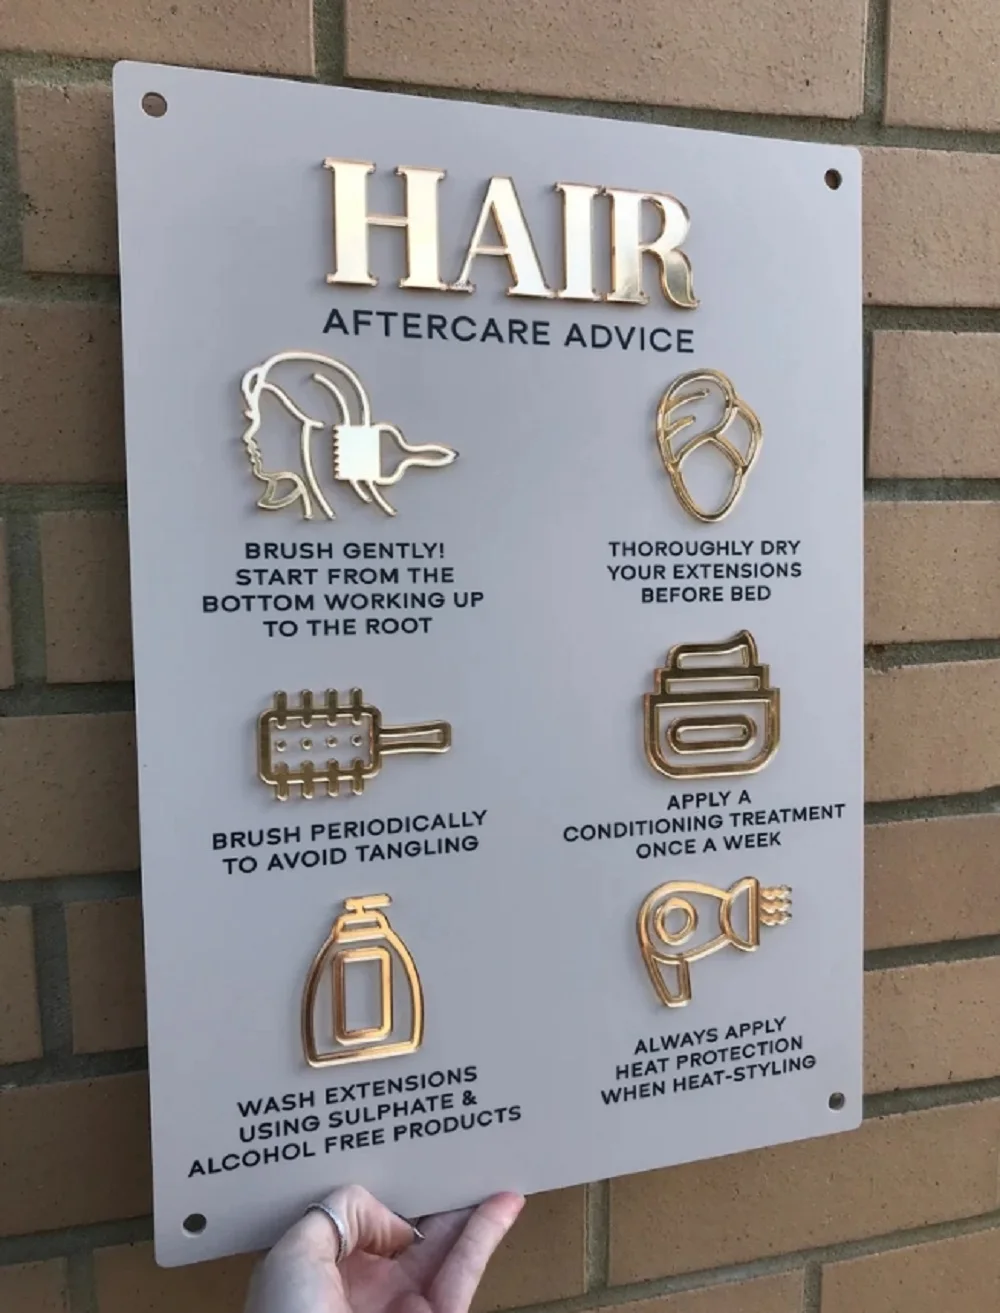 HAIR
AFTERCARE ADVICE
BRUSH GENTLY!
START FROM THE
BOTTOM WORKING UP
TO THE ROOT
THOROUGHLY DRY
YOUR EXTENSIONS
BEFORE BED
BRUSH PERIODICALLY
TO AVOID TANGLING
APPLY A
CONDITIONING TREATMENT
ONCE A WEEK
WASH EXTENSIONS
USING SULPHATE &
ALCOHOL FREE PRODUCTS
ALWAYS APPLY
HEAT PROTECTION
WHEN HEAT-STYLING